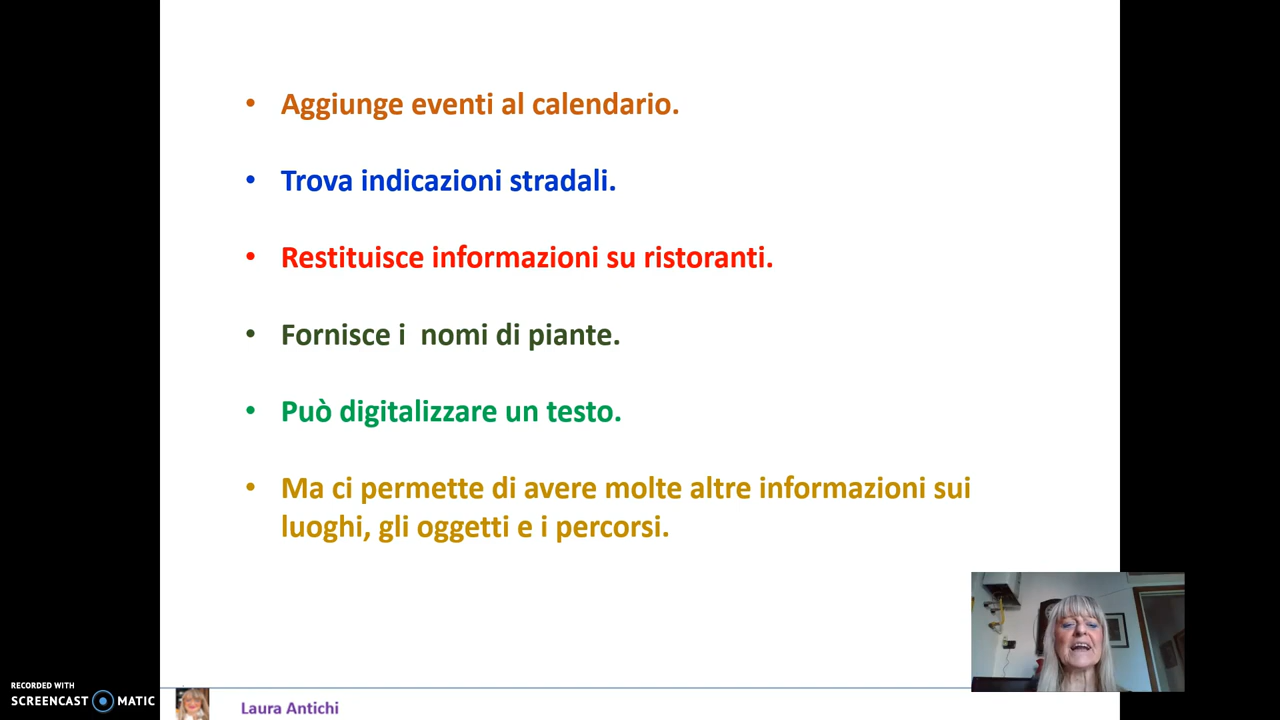 • Aggiunge eventi al calendario.
• Trova indicazioni stradali.
• Restituisce informazioni su ristoranti.
• Fornisce i  nomi di piante.
• Può digitalizzare un testo.
• Ma ci permette di avere molte altre informazioni sui
luoghi, gli oggetti e i percorsi.
RECORDED WITH
SCREENCAST MATIC
Laura Antichi